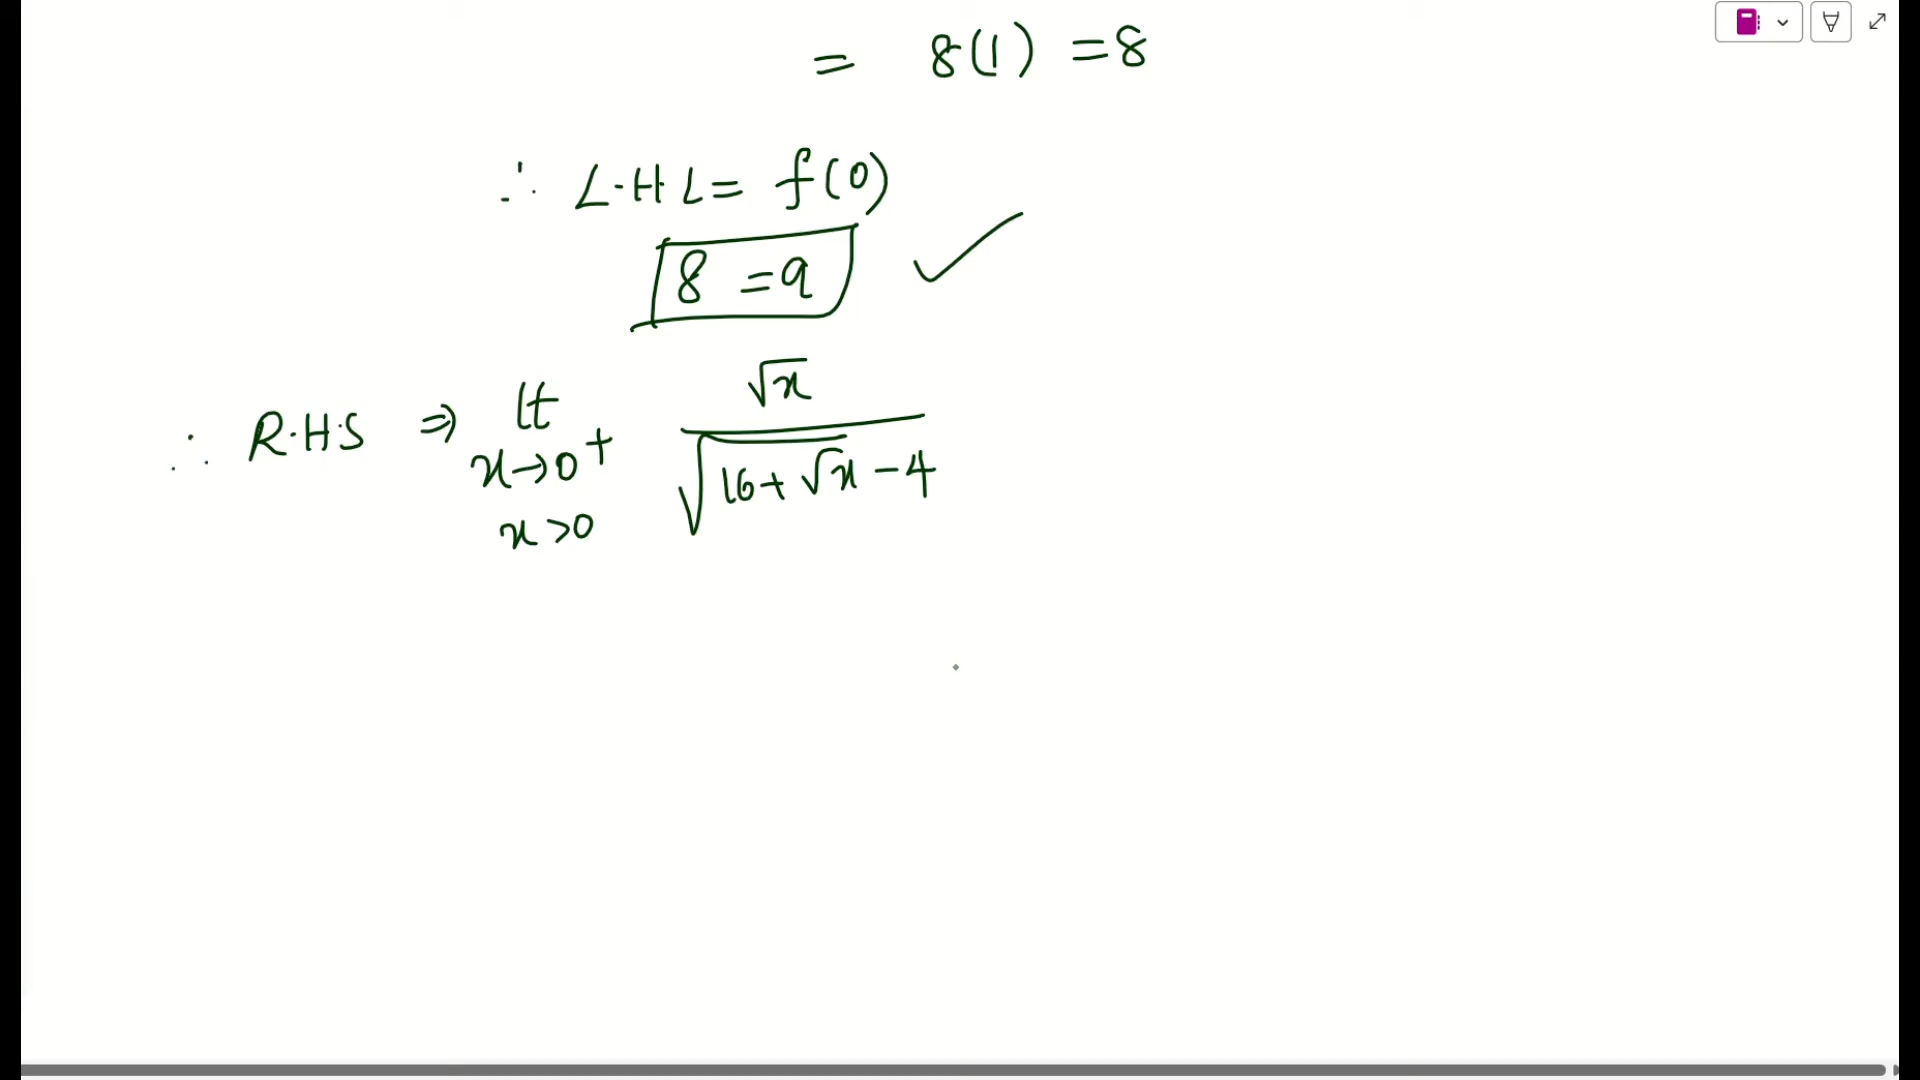 = 8(1) = 8
∴ L.H.L = f(0)
8 = a
∴ R.H.S ⇒ lt x→0+ √x / √16+√x − 4
x>0